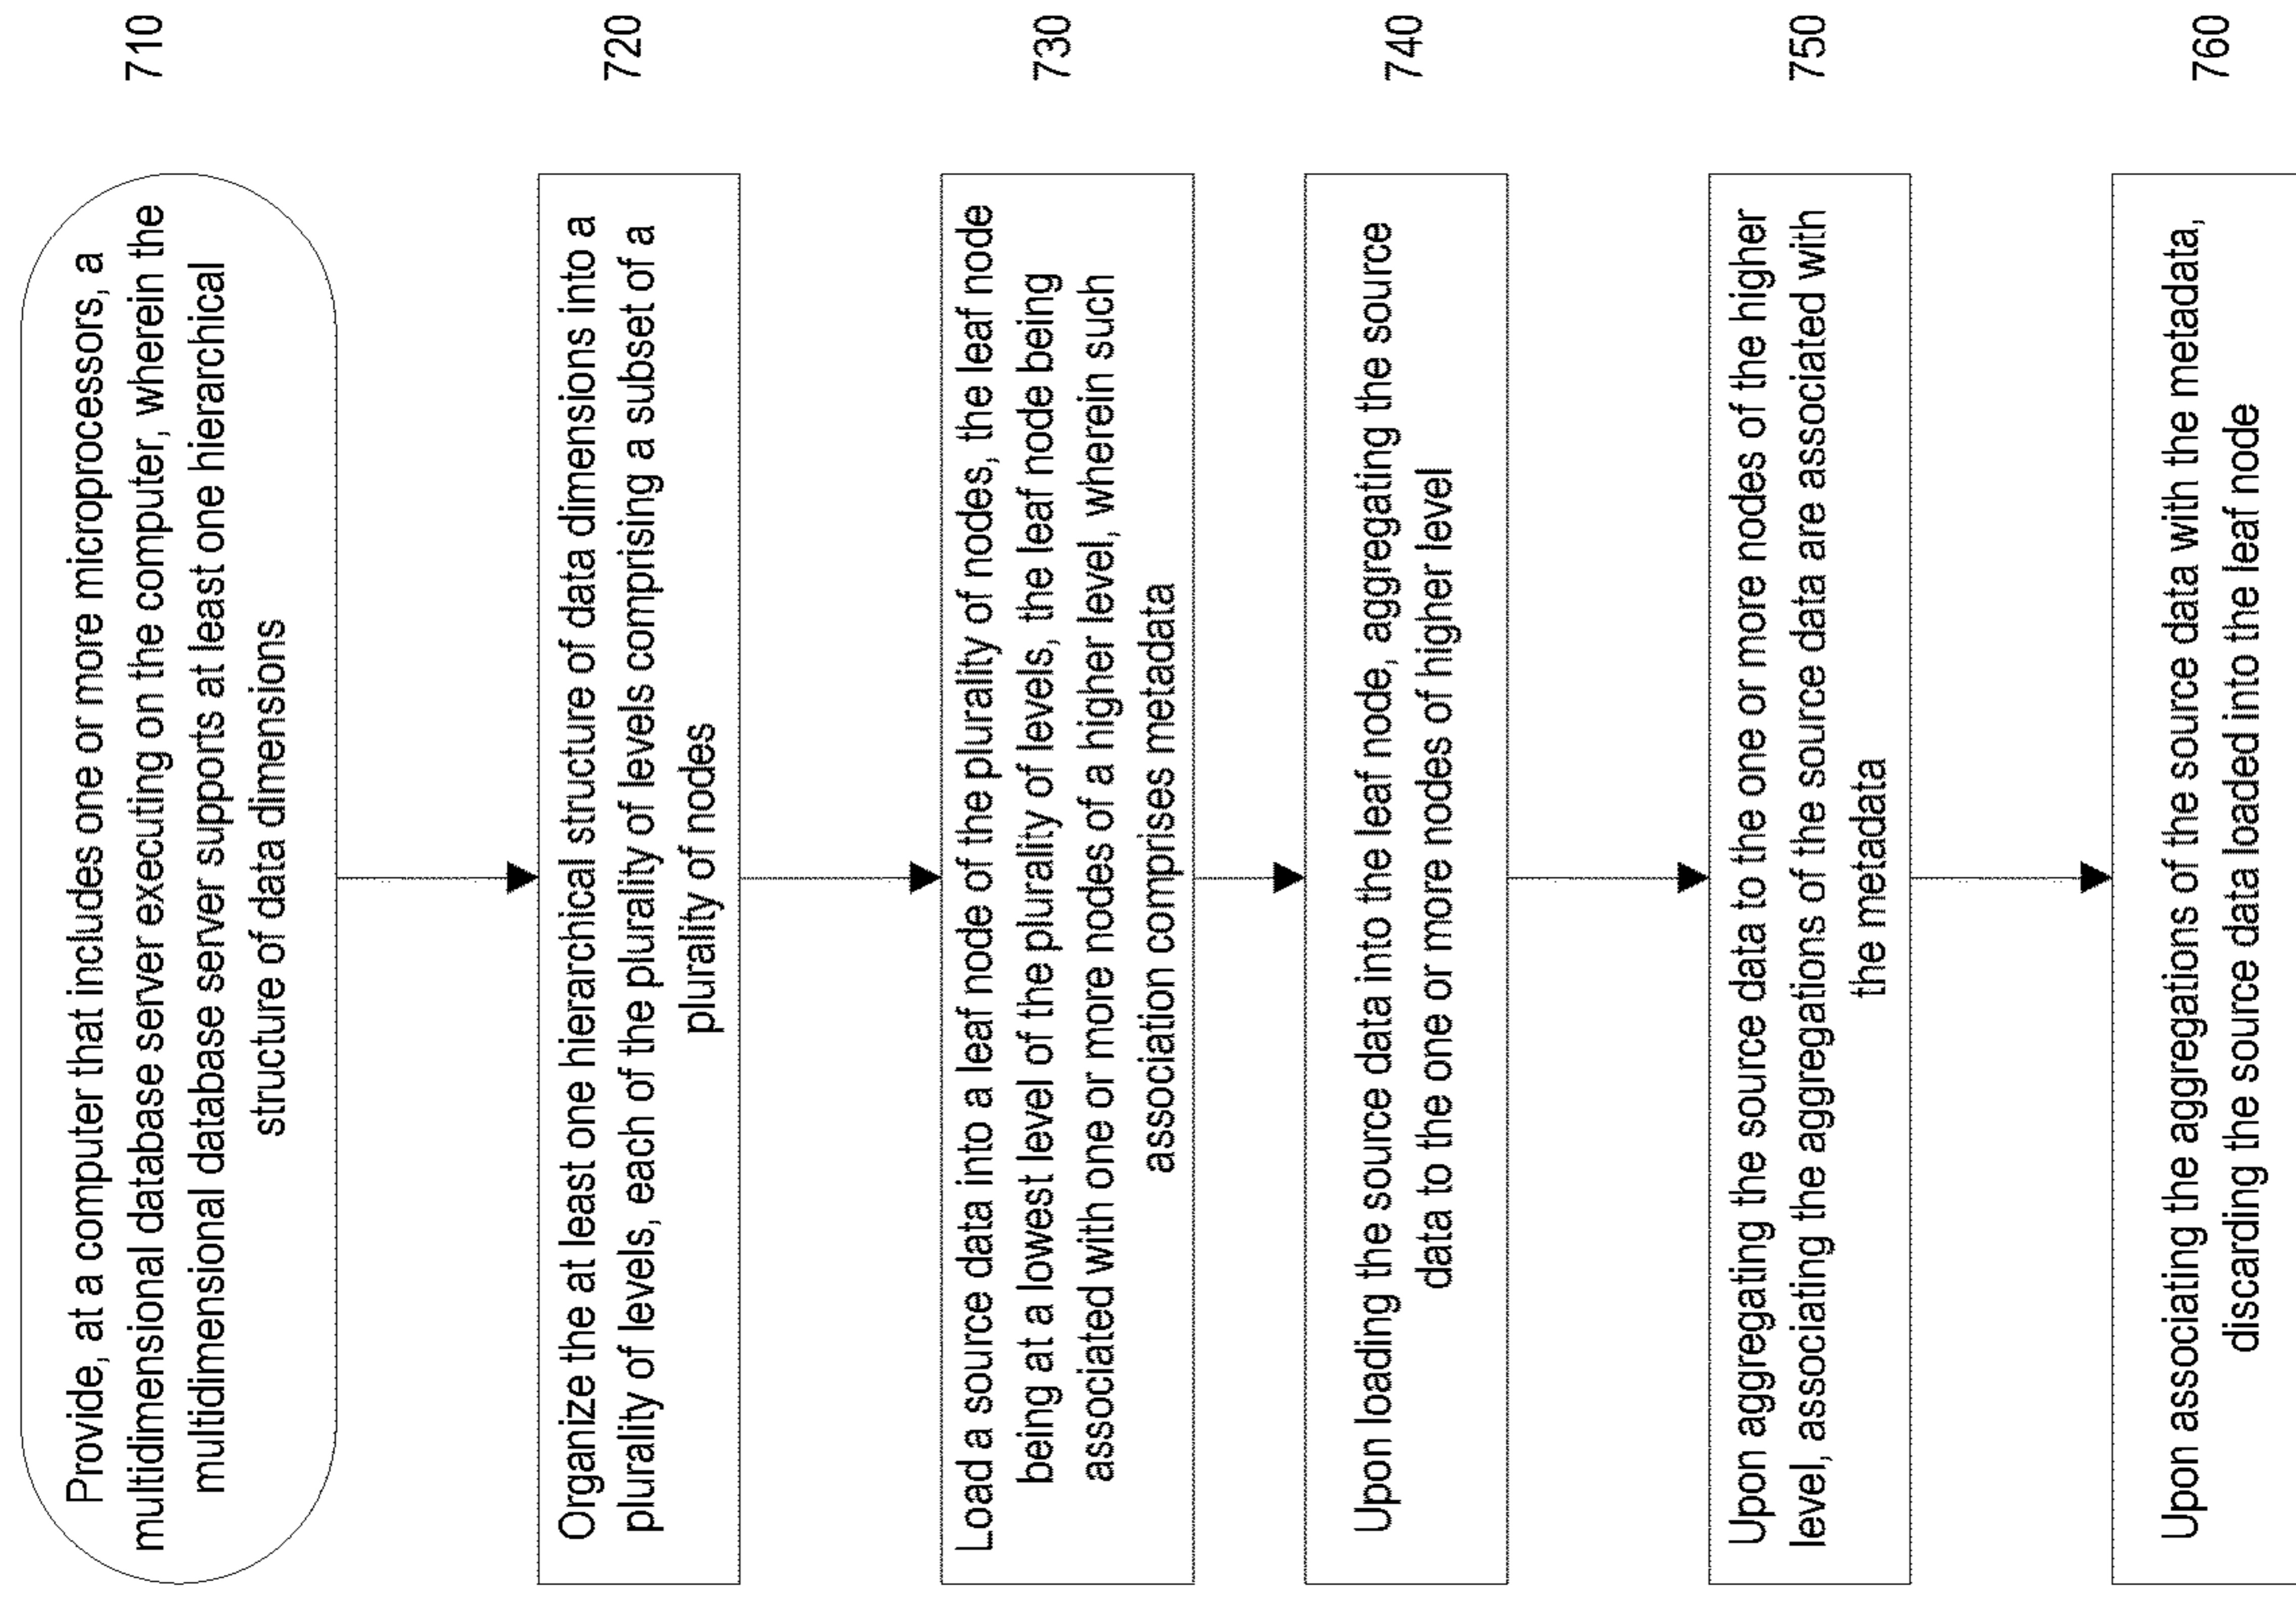 Provide, at a computer that includes one or more microprocessors, a
multidimensional database server executing on the computer, wherein the
multidimensional database server supports at least one hierarchical
structure of data dimensions
710
Organize the at least one hierarchical structure of data dimensions into a
plurality of levels, each of the plurality of levels comprising a subset of a
plurality of nodes
720
Load a source data into a leaf node of the plurality of nodes, the leaf node
being at a lowest level of the plurality of levels, the leaf node being
associated with one or more nodes of a higher level, wherein such
association comprises metadata
730
Upon loading the source data into the leaf node, aggregating the source
data to the one or more nodes of higher level
740
Upon aggregating the source data to the one or more nodes of the higher
level, associating the aggregations of the source data are associated with
the metadata
750
Upon associating the aggregations of the source data with the metadata,
discarding the source data loaded into the leaf node
760